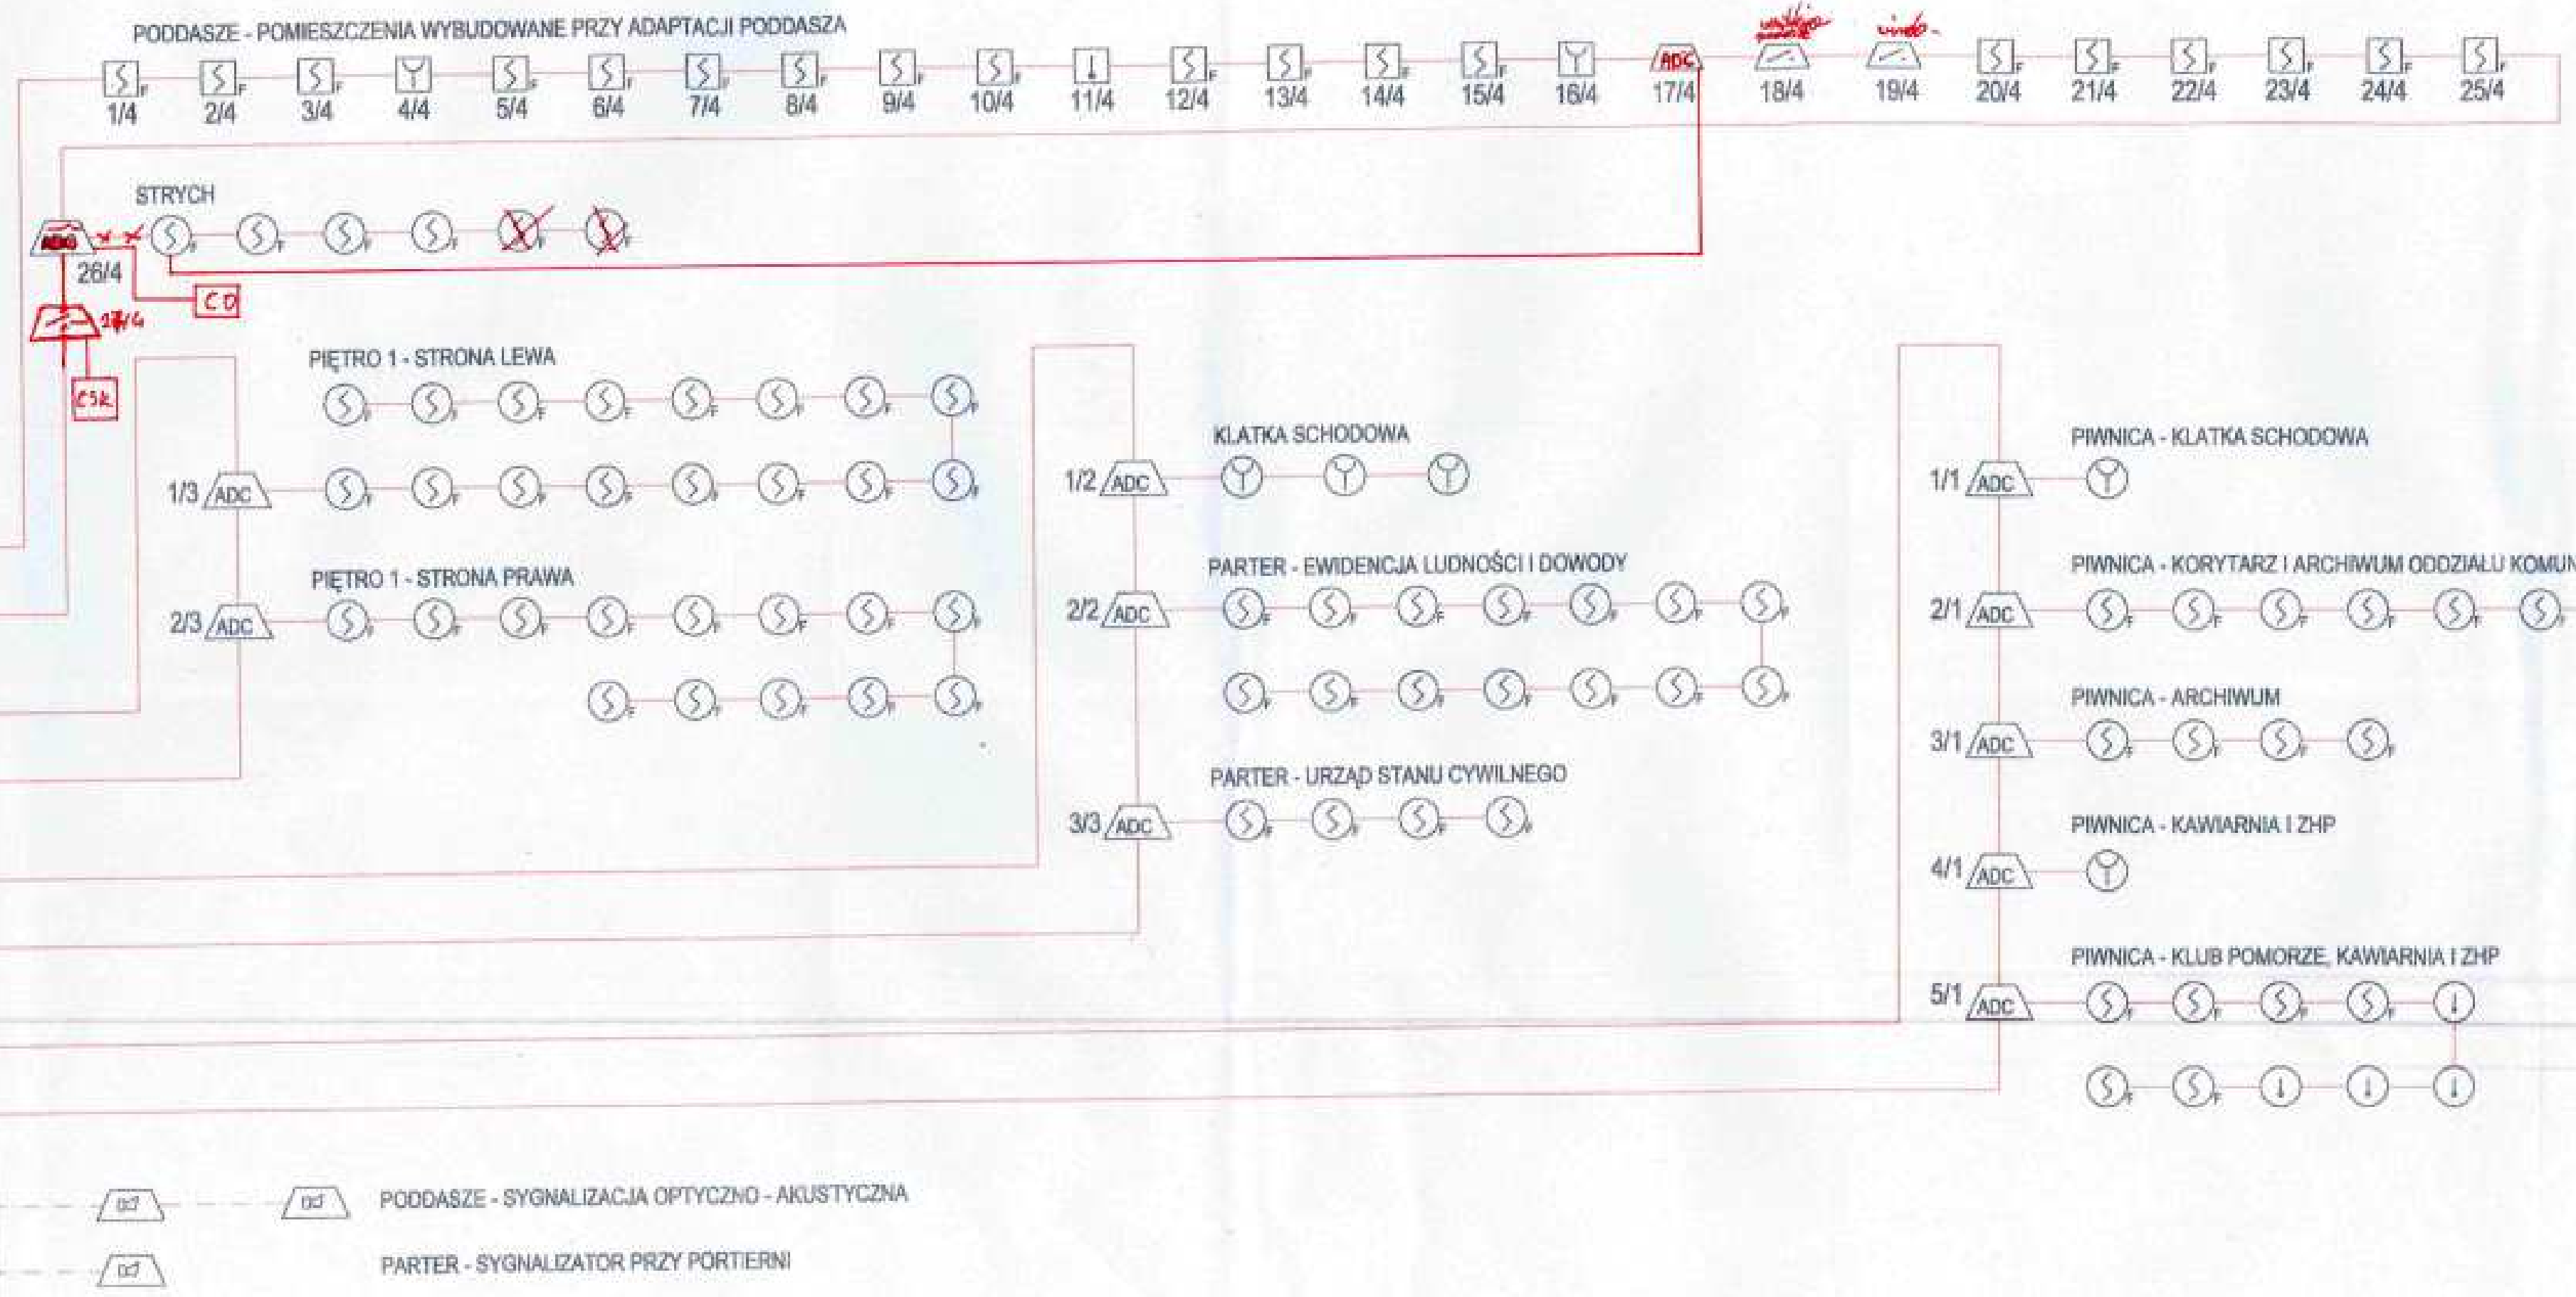 PODDASZE - POMIESZCZENIA WYBUDOWANE PRZY ADAPTACJI PODDASZA
windo-
F F F F F F F F F F F F F F F F F F F
ADC
1/4 2/4 3/4 4/4 5/4 6/4 7/4 8/4 9/4 10/4 11/4 12/4 13/4 14/4 15/4 16/4 17/4 18/4 19/4 20/4 21/4 22/4 23/4 24/4 25/4
STRYCH
F F F F F F
26/4
CO
CSK
PIĘTRO 1 - STRONA LEWA
F F F F F F F F
1/3 ADC F F F F F F F F
PIĘTRO 1 - STRONA PRAWA
2/3 ADC F F F F F F F F
F F F F F
KLATKA SCHODOWA
1/2 ADC
PARTER - EWIDENCJA LUDNOŚCI I DOWODY
2/2 ADC F F F F F F F
F F F F F F F
PARTER - URZĄD STANU CYWILNEGO
3/3 ADC F F F F
PIWNICA - KLATKA SCHODOWA
1/1 ADC
PIWNICA - KORYTARZ I ARCHIWUM ODDZIAŁU KOMUN
2/1 ADC F F F F F F
PIWNICA - ARCHIWUM
3/1 ADC F F F F
PIWNICA - KAWIARNIA I ZHP
4/1 ADC
PIWNICA - KLUB POMORZE, KAWIARNIA I ZHP
5/1 ADC F F F F
F F
PODDASZE - SYGNALIZACJA OPTYCZNO - AKUSTYCZNA
PARTER - SYGNALIZATOR PRZY PORTIERNI